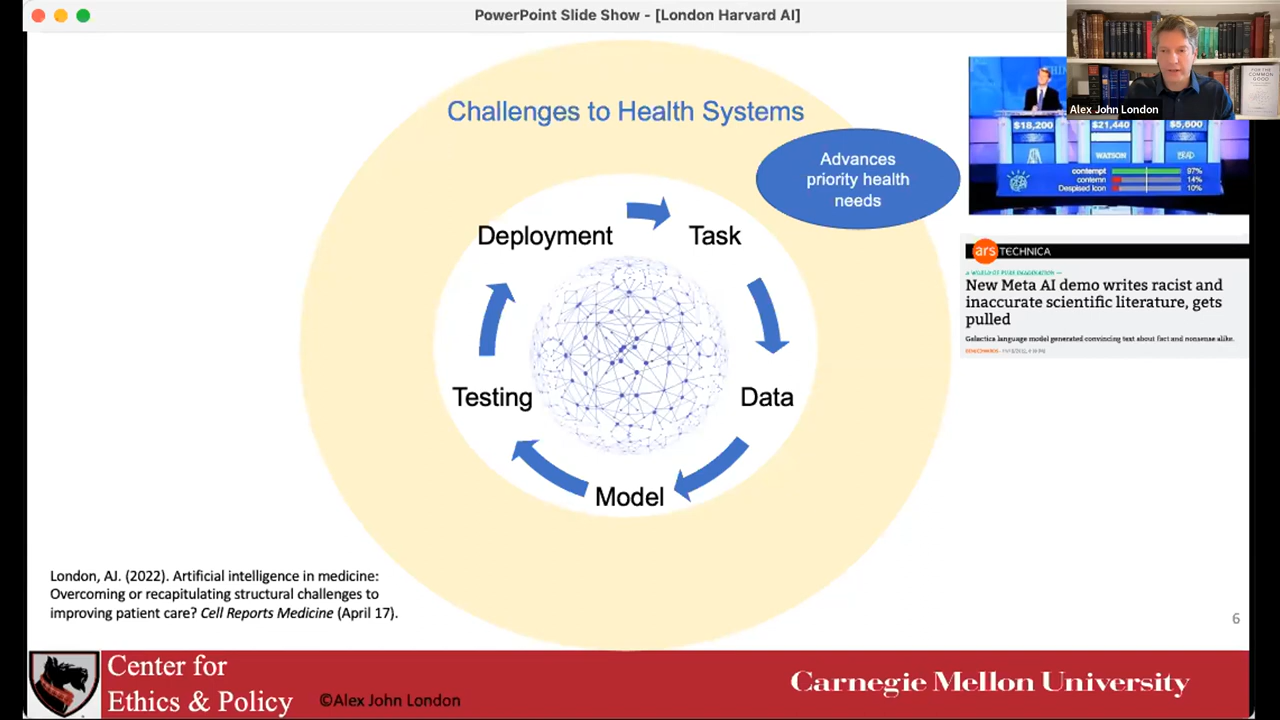 PowerPoint Slide Show - [London Harvard AI]
Alex John London
Challenges to Health Systems
Advances
priority health
needs
Deployment
Task
Testing
Data
Model
$18,200
$21,440
$5,600
WATSON
contempt 97%
contemn 14%
Despised Icon 10%
ars TECHNICA
New Meta AI demo writes racist and
inaccurate scientific literature, gets
pulled
Galactica language model generated convincing text about fact and nonsense alike.
London, AJ. (2022). Artificial intelligence in medicine:
Overcoming or recapitulating structural challenges to
improving patient care? Cell Reports Medicine (April 17).
6
Center for
Ethics & Policy
©Alex John London
Carnegie Mellon University